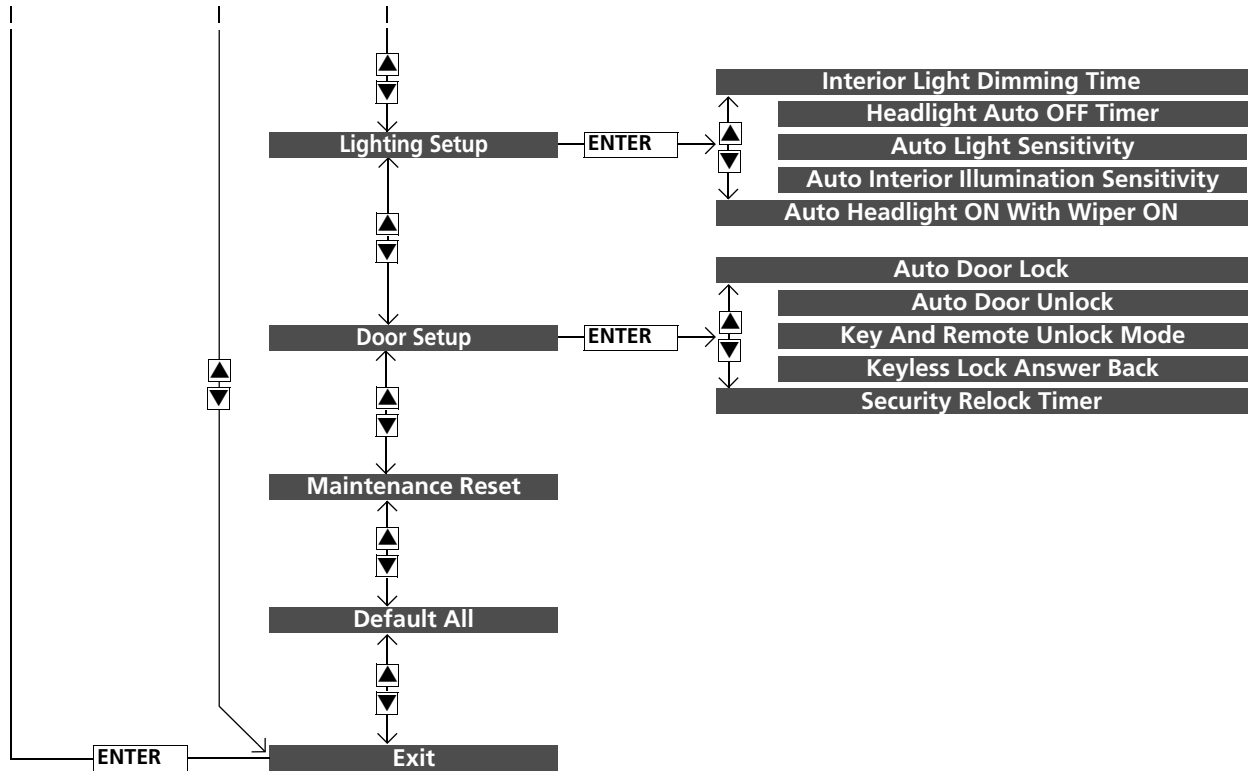 Interior Light Dimming Time
Headlight Auto OFF Timer
Lighting Setup
ENTER
Auto Light Sensitivity
Auto Interior Illumination Sensitivity
Auto Headlight ON With Wiper ON
Auto Door Lock
Auto Door Unlock
Door Setup
ENTER
Key And Remote Unlock Mode
Keyless Lock Answer Back
Security Relock Timer
Maintenance Reset
Default All
ENTER
Exit